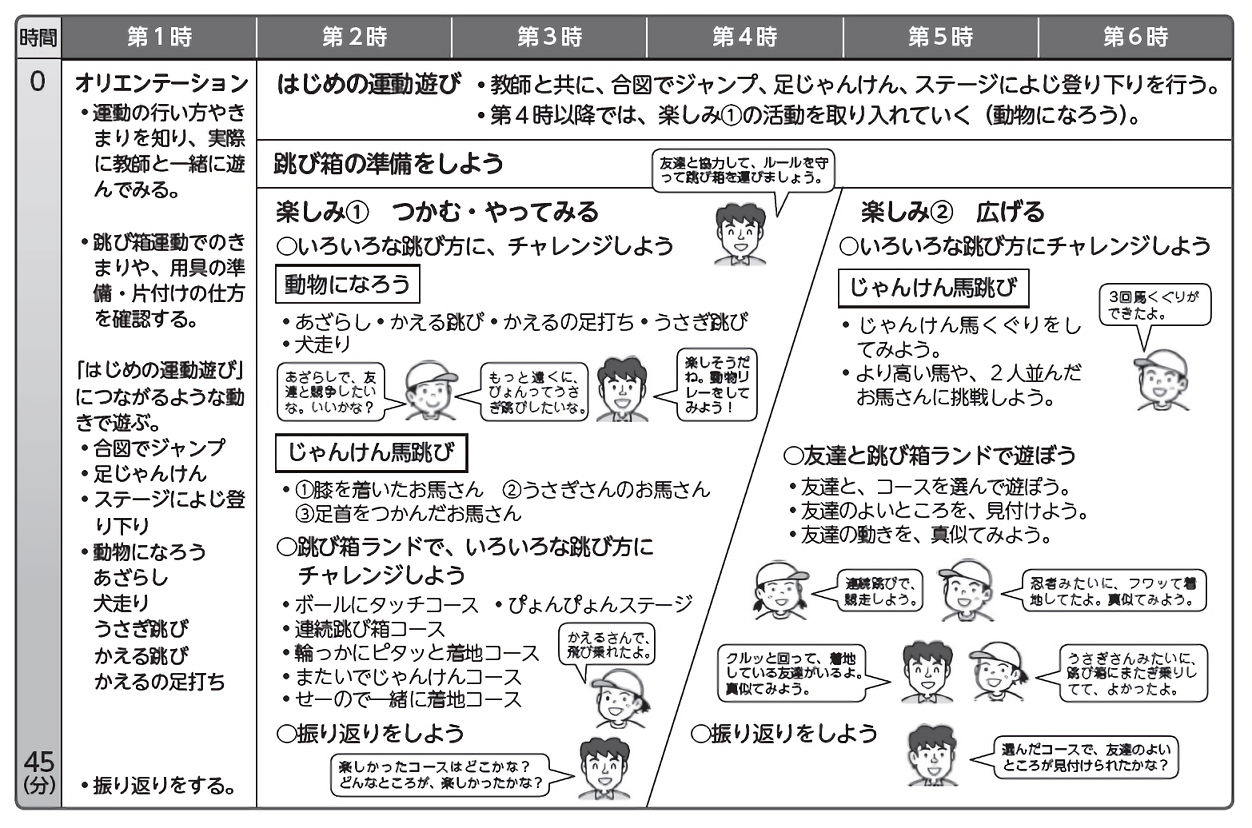 時間
第1時
第2時
第3時
第4時
第5時
第6時
0
45
(分)
オリエンテーション
・運動の行い方やき
まりを知り、実際
に教師と一緒に遊
んでみる。
・跳び箱運動でのき
まりや、用具の準
備・片付けの仕方
を確認する。
「はじめの運動遊び」
につながるような動
きで遊ぶ。
・合図でジャンプ
・足じゃんけん
・ステージによじ登
り下り
・動物になろう
あざらし
犬走り
うさぎ跳び
かえる跳び
かえるの足打ち
・振り返りをする。
はじめの運動遊び ・教師と共に、合図でジャンプ、足じゃんけん、ステージによじ登り下りを行う。
・第4時以降では、楽しみ①の活動を取り入れていく（動物になろう）。
跳び箱の準備をしよう
友達と協力して、ルールを守
って跳び箱を運びましょう。
楽しみ① つかむ・やってみる
○いろいろな跳び方に、チャレンジしよう
動物になろう
・あざらし・かえる跳び・かえるの足打ち・うさぎ跳び
・犬走り
あざらしで、友
達と競争したい
な。いいかな？
もっと遠くに、
ぴょんってうさ
ぎ跳びしたいな。
楽しそうだ
ね。動物リ
レーをして
みよう！
じゃんけん馬跳び
・①膝を着いたお馬さん ②うさぎさんのお馬さん
③足首をつかんだお馬さん
○跳び箱ランドで、いろいろな跳び方に
チャレンジしよう
・ボールにタッチコース ・ぴょんぴょんステージ
・連続跳び箱コース
・輪っかにピタッと着地コース
・またいでじゃんけんコース
・せーので一緒に着地コース
かえるさんで、
飛び乗れたよ。
○振り返りをしよう
楽しかったコースはどこかな？
どんなところが、楽しかったかな？
楽しみ② 広げる
○いろいろな跳び方にチャレンジしよう
じゃんけん馬跳び
・じゃんけん馬くぐりをし
てみよう。
・より高い馬や、2人並んだ
お馬さんに挑戦しよう。
3回馬くぐりが
できたよ。
○友達と跳び箱ランドで遊ぼう
・友達と、コースを選んで遊ぼう。
・友達のよいところを、見付けよう。
・友達の動きを、真似てみよう。
連続跳びで、
競走しよう。
忍者みたいに、フワッて着
地してたよ。真似てみよう。
クルッと回って、着地
している友達がいるよ。
真似てみよう。
うさぎさんみたいに、
跳び箱にまたぎ乗りし
てて、よかったよ。
○振り返りをしよう
選んだコースで、友達のよい
ところが見付けられたかな？